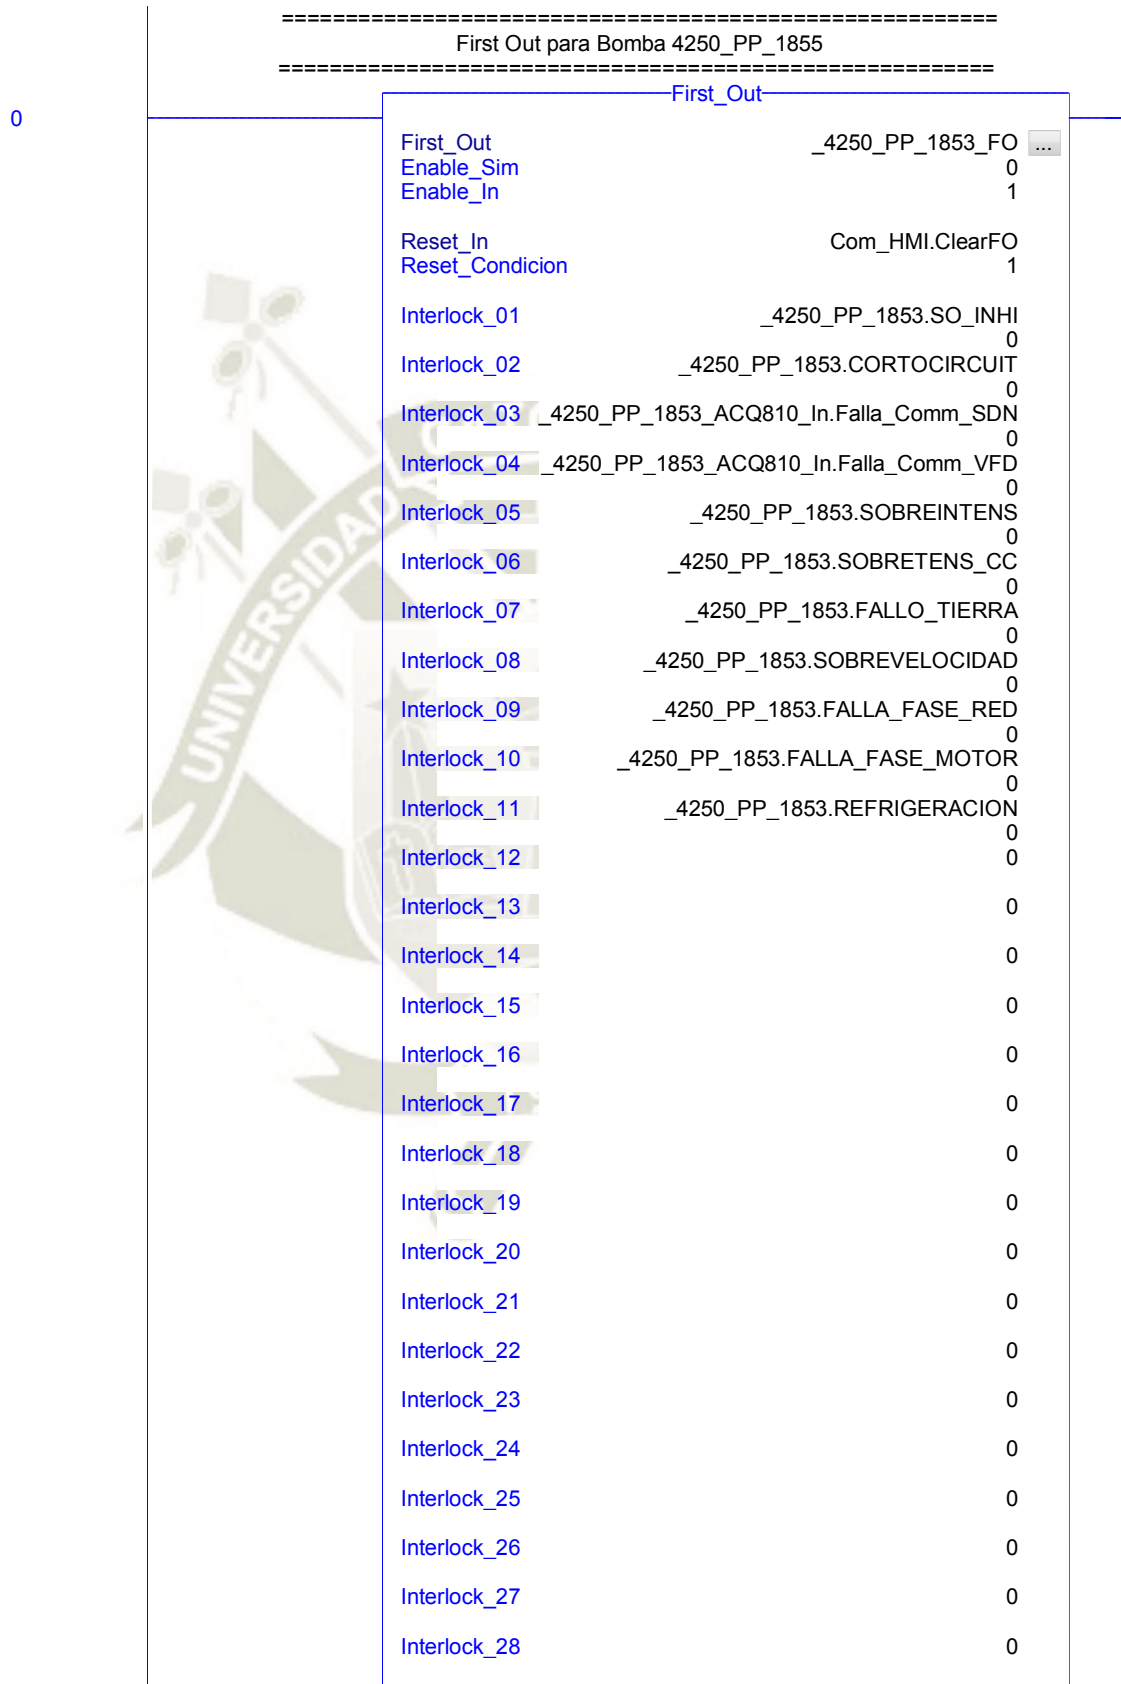 =========================================================
First Out para Bomba 4250_PP_1855
=========================================================
First_Out
0
First_Out _4250_PP_1853_FO ...
Enable_Sim 0
Enable_In 1
Reset_In Com_HMI.ClearFO
Reset_Condicion 1
Interlock_01 _4250_PP_1853.SO_INHI
0
Interlock_02 _4250_PP_1853.CORTOCIRCUIT
0
Interlock_03 _4250_PP_1853_ACQ810_In.Falla_Comm_SDN
0
Interlock_04 _4250_PP_1853_ACQ810_In.Falla_Comm_VFD
0
Interlock_05 _4250_PP_1853.SOBREINTENS
0
Interlock_06 _4250_PP_1853.SOBRETENS_CC
0
Interlock_07 _4250_PP_1853.FALLO_TIERRA
0
Interlock_08 _4250_PP_1853.SOBREVELOCIDAD
0
Interlock_09 _4250_PP_1853.FALLA_FASE_RED
0
Interlock_10 _4250_PP_1853.FALLA_FASE_MOTOR
0
Interlock_11 _4250_PP_1853.REFRIGERACION
0
Interlock_12 0
Interlock_13 0
Interlock_14 0
Interlock_15 0
Interlock_16 0
Interlock_17 0
Interlock_18 0
Interlock_19 0
Interlock_20 0
Interlock_21 0
Interlock_22 0
Interlock_23 0
Interlock_24 0
Interlock_25 0
Interlock_26 0
Interlock_27 0
Interlock_28 0
UNIVERSIDAD